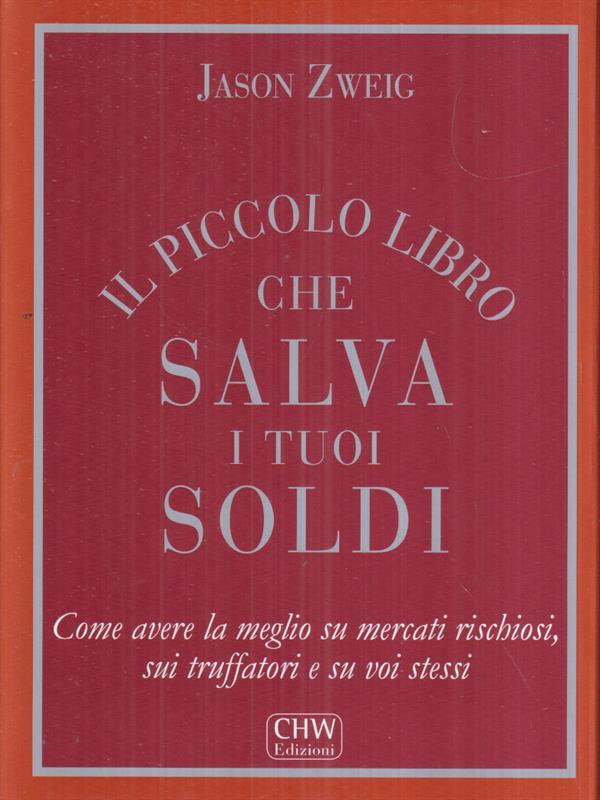 JASON ZWEIG
IL PICCOLO LIBRO
CHE
SALVA
I TUOI
SOLDI
Come avere la meglio su mercati rischiosi,
sui truffatori e su voi stessi
CHW
Edizioni